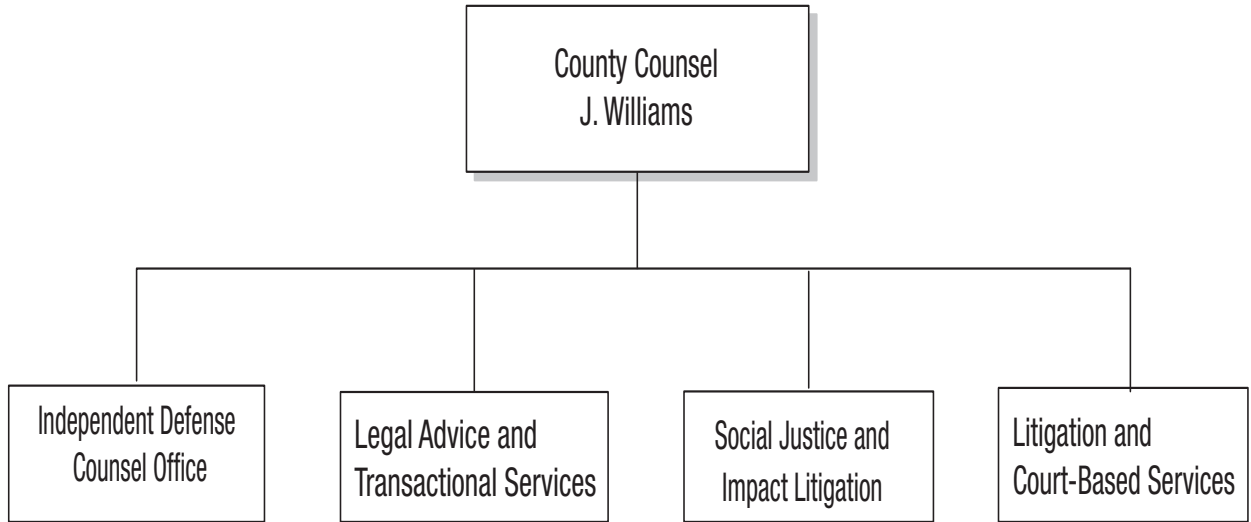 County Counsel
J. Williams
Independent Defense
Counsel Office
Legal Advice and
Transactional Services
Social Justice and
Impact Litigation
Litigation and
Court-Based Services